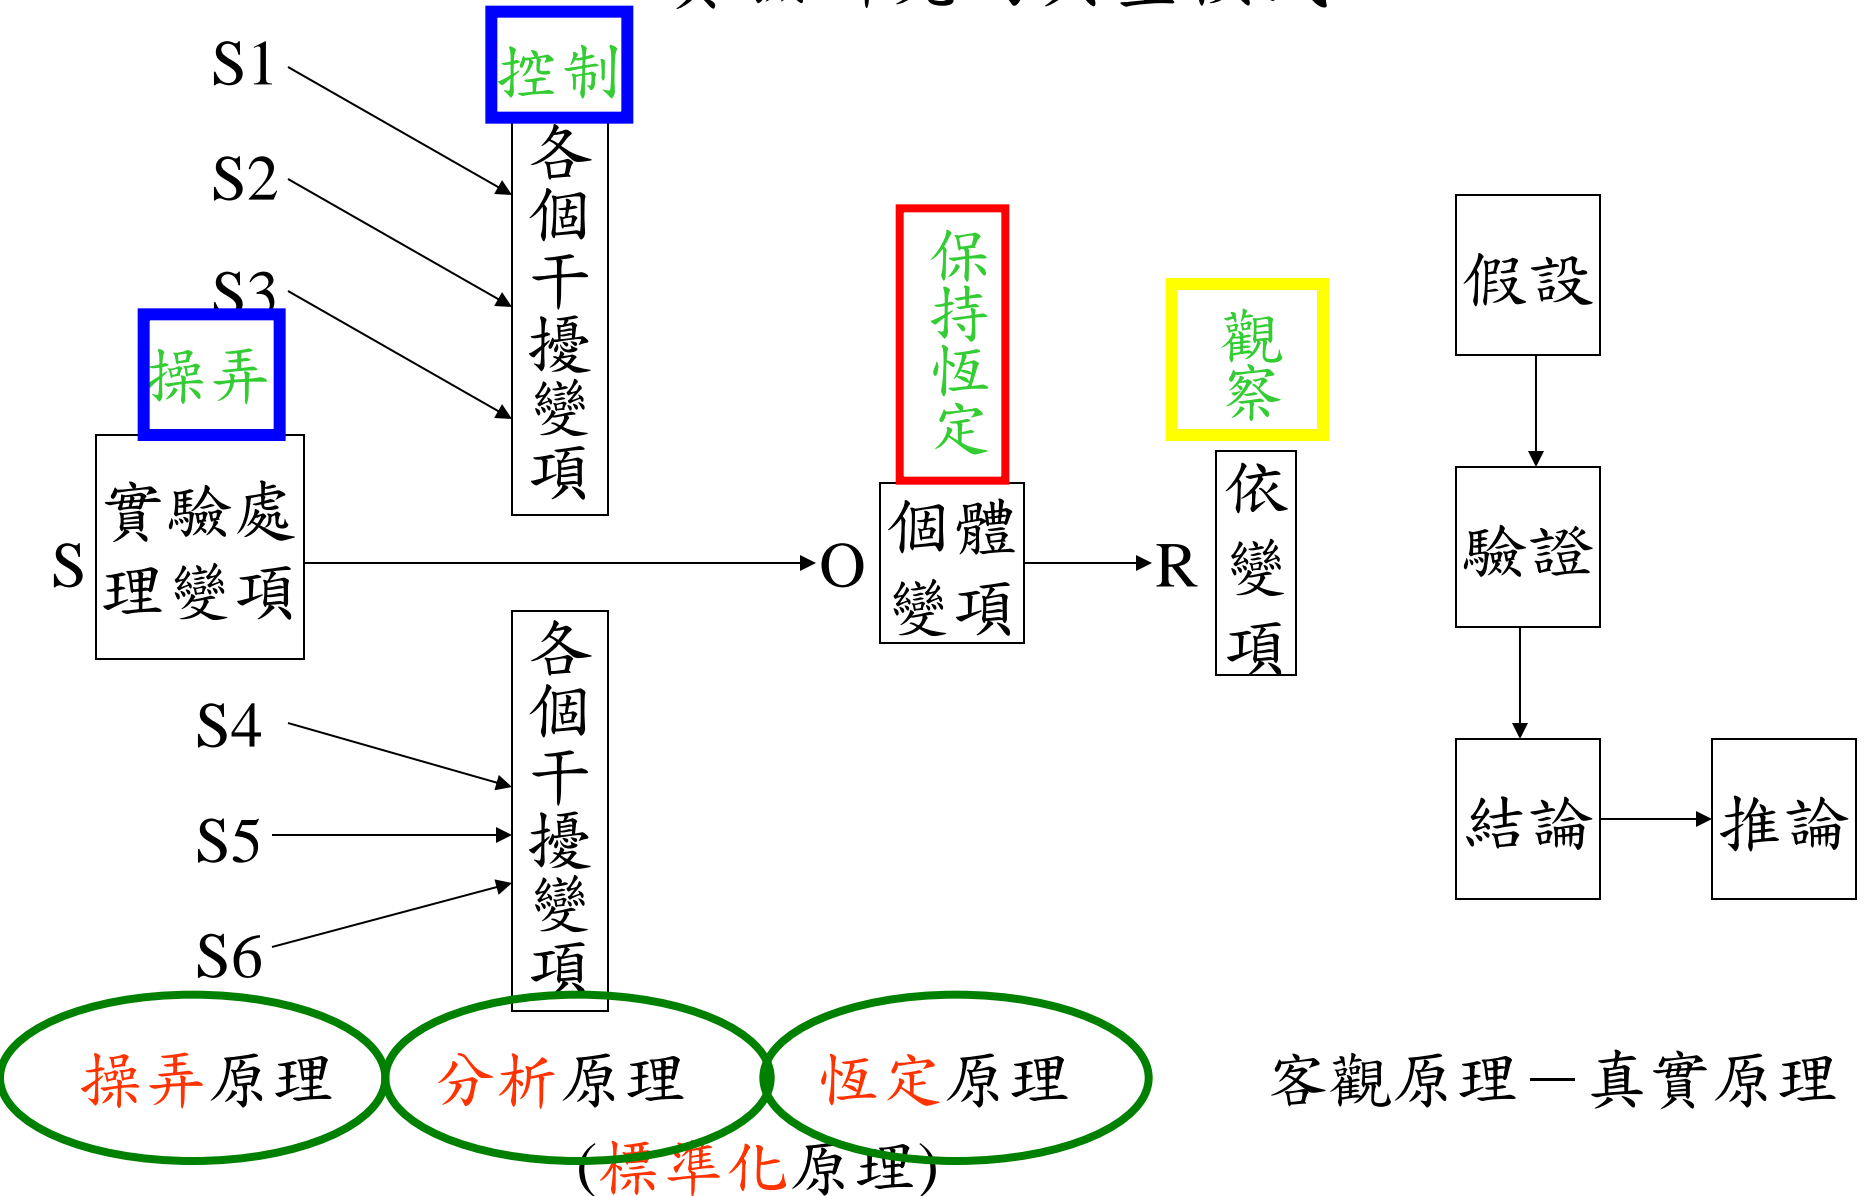 S1
控制
S2
S3
操弄
各個干擾變項
保持恆定
觀察
S
實驗處
理變項
O
個體
變項
R
依變項
S4
S5
S6
各個干擾變項
假設
驗證
結論
推論
操弄原理
分析原理
恆定原理
客觀原理－真實原理
(標準化原理)